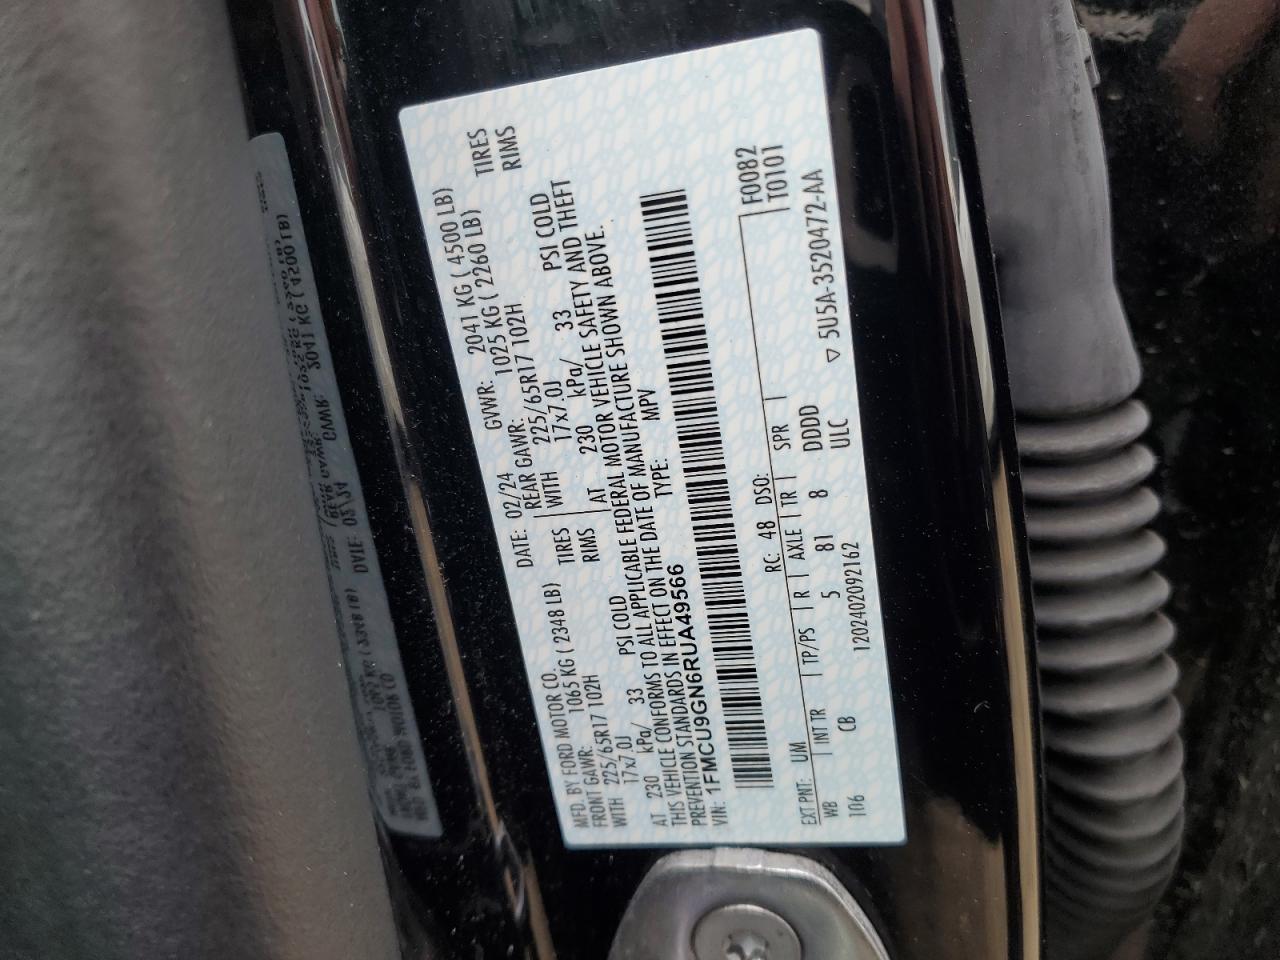 MFD. BY FORD MOTOR CO. DATE: 02/24 GVWR: 2041 KG ( 4500 LB)
FRONT GAWR: 1065 KG ( 2348 LB) REAR GAWR: 1025 KG ( 2260 LB)
WITH 225/65R17 102H TIRES WITH 225/65R17 102H TIRES
17x7.0J RIMS 17x7.0J RIMS
AT 230 kPa/ 33 PSI COLD AT 230 kPa/ 33 PSI COLD
THIS VEHICLE CONFORMS TO ALL APPLICABLE FEDERAL MOTOR VEHICLE SAFETY AND THEFT
PREVENTION STANDARDS IN EFFECT ON THE DATE OF MANUFACTURE SHOWN ABOVE.
VIN: 1FMCU9GN6RUA49566 TYPE: MPV
F0082
EXT PNT: UM RC: 48 DSO: T0101
WB INT TR TP/PS R AXLE TR SPR
106 CB 5 81 8 DDDD
1202402092162 ULC ▽ 5U5A-3520472-AA